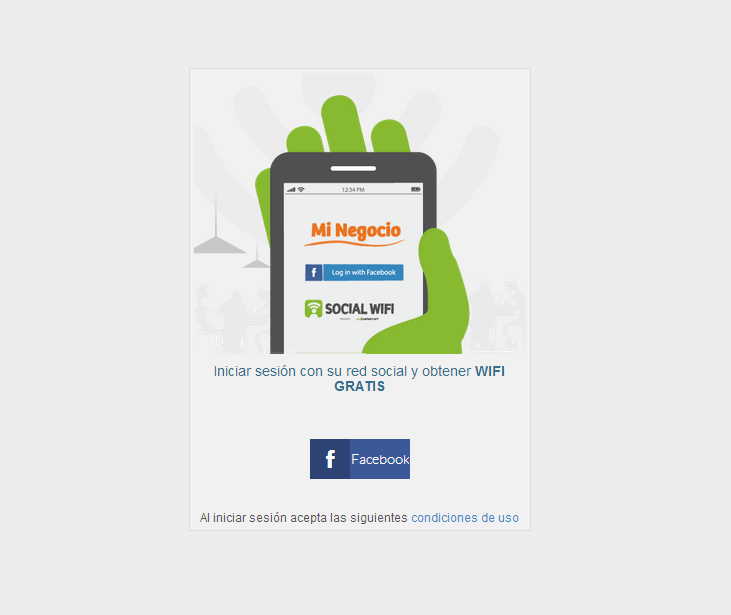 12:34 PM
Mi Negocio
f Log in with Facebook
SOCIAL WIFI
Iniciar sesión con su red social y obtener WIFI
GRATIS
f Facebook
Al iniciar sesión acepta las siguientes condiciones de uso